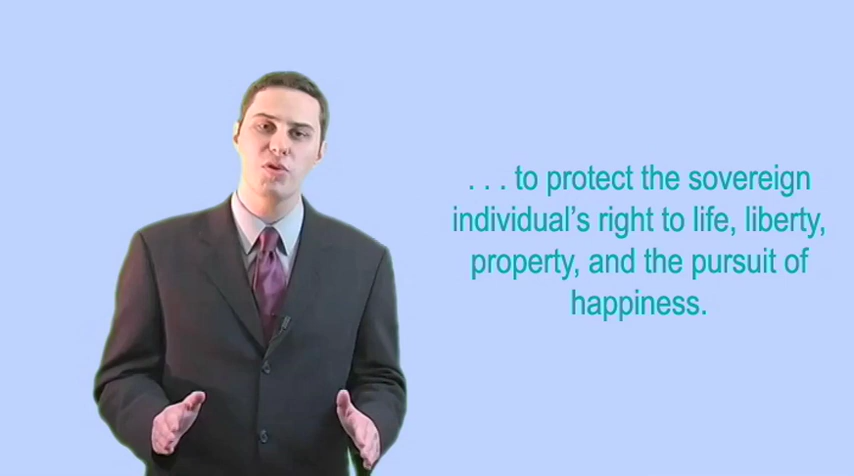 . . . to protect the sovereign
individual’s right to life, liberty,
property, and the pursuit of
happiness.